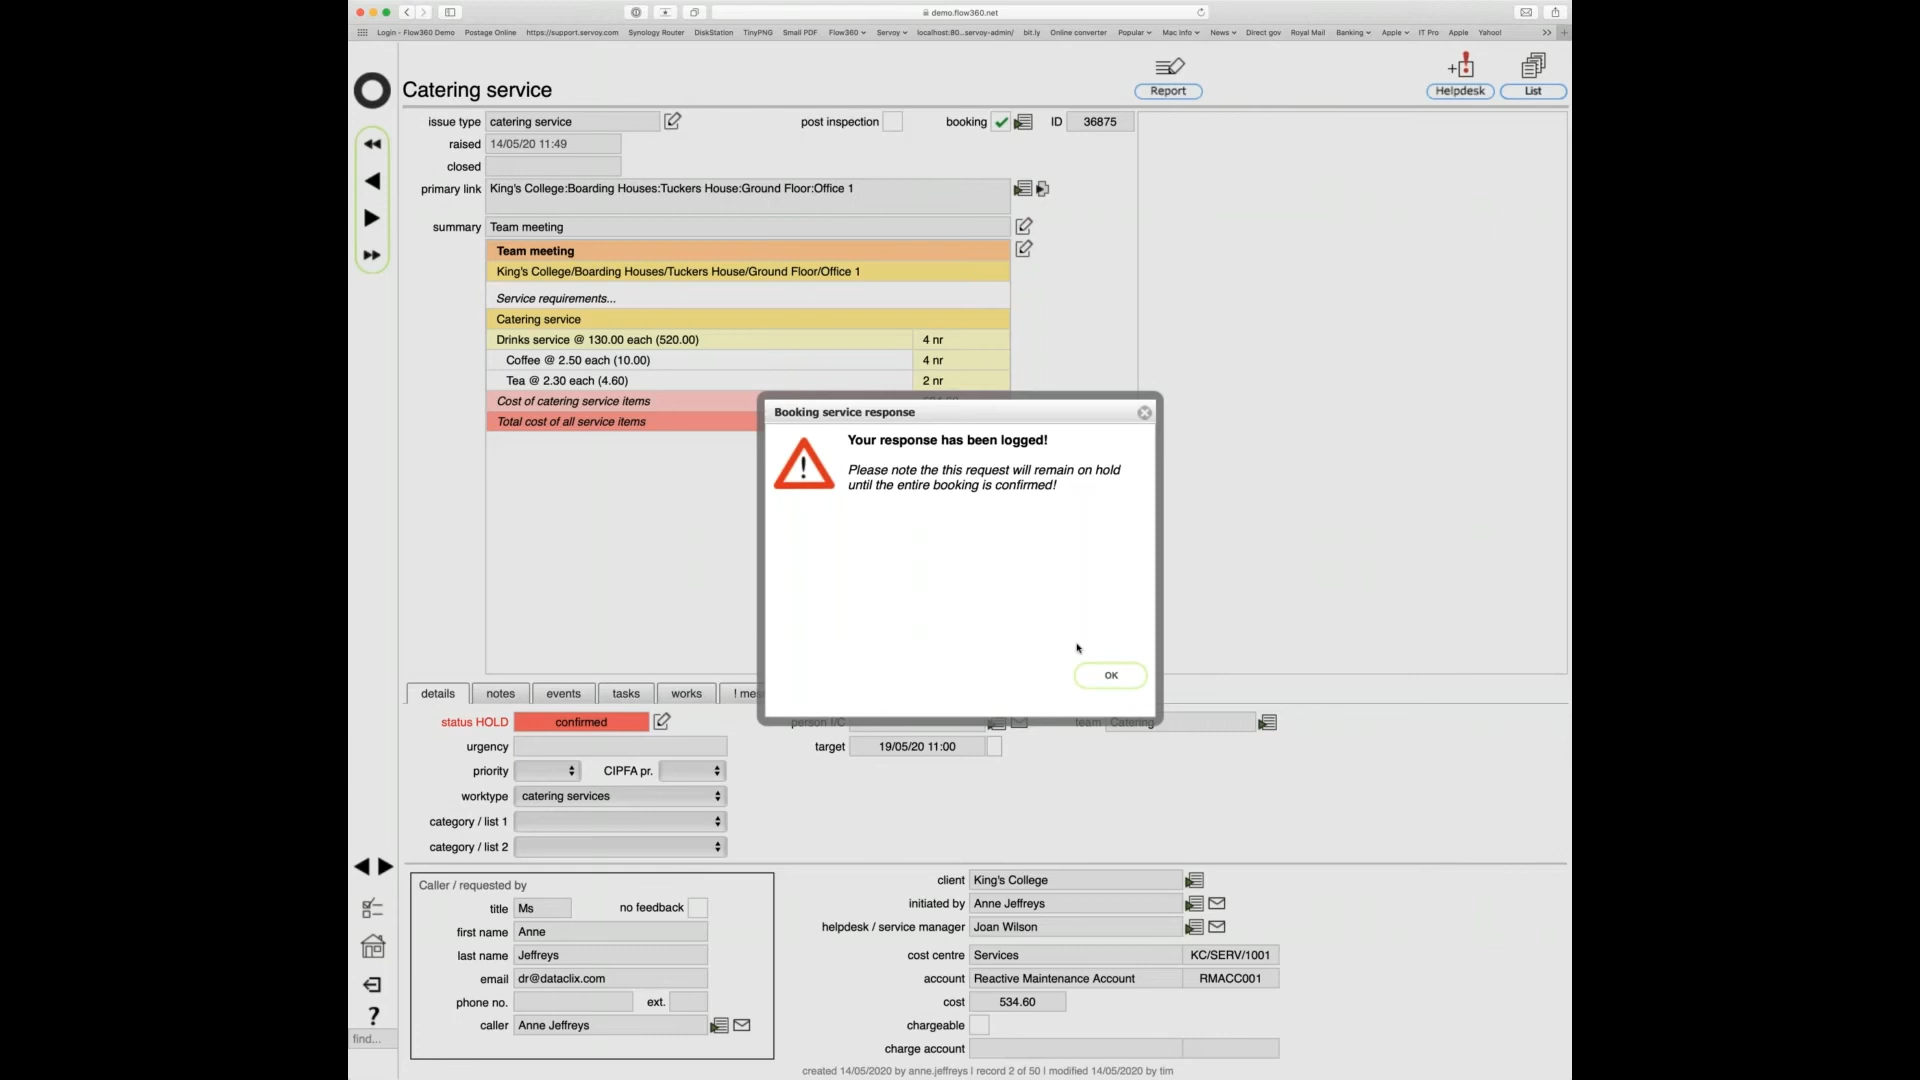 demo.flow360.net
Login - Flow360 Demo Postage Online https://support.servoy.com Synology Router DiskStation TinyPNG Small PDF Flow360 Servoy localhost:80...servoy-admin/ bit.ly Online converter Popular Mac Info News Direct gov Royal Mail Banking Apple IT Pro Apple Yahoo!
Catering service
Report
Helpdesk
List
issue type catering service
post inspection
booking
ID 36875
raised 14/05/20 11:49
closed
primary link King's College:Boarding Houses:Tuckers House:Ground Floor:Office 1
summary Team meeting
Team meeting
King's College/Boarding Houses/Tuckers House/Ground Floor/Office 1
Service requirements...
Catering service
Drinks service @ 130.00 each (520.00) 4 nr
Coffee @ 2.50 each (10.00) 4 nr
Tea @ 2.30 each (4.60) 2 nr
Cost of catering service items
Total cost of all service items
Booking service response
Your response has been logged!
Please note the this request will remain on hold
until the entire booking is confirmed!
OK
details notes events tasks works ! mes
status HOLD confirmed
person I/C
team Catering
urgency
target 19/05/20 11:00
priority
CIPFA pr.
worktype catering services
category / list 1
category / list 2
Caller / requested by
title Ms
no feedback
first name Anne
last name Jeffreys
email dr@dataclix.com
phone no.
ext.
caller Anne Jeffreys
client King's College
initiated by Anne Jeffreys
helpdesk / service manager Joan Wilson
cost centre Services KC/SERV/1001
account Reactive Maintenance Account RMACC001
cost 534.60
chargeable
charge account
find...
created 14/05/2020 by anne.jeffreys | record 2 of 50 | modified 14/05/2020 by tim